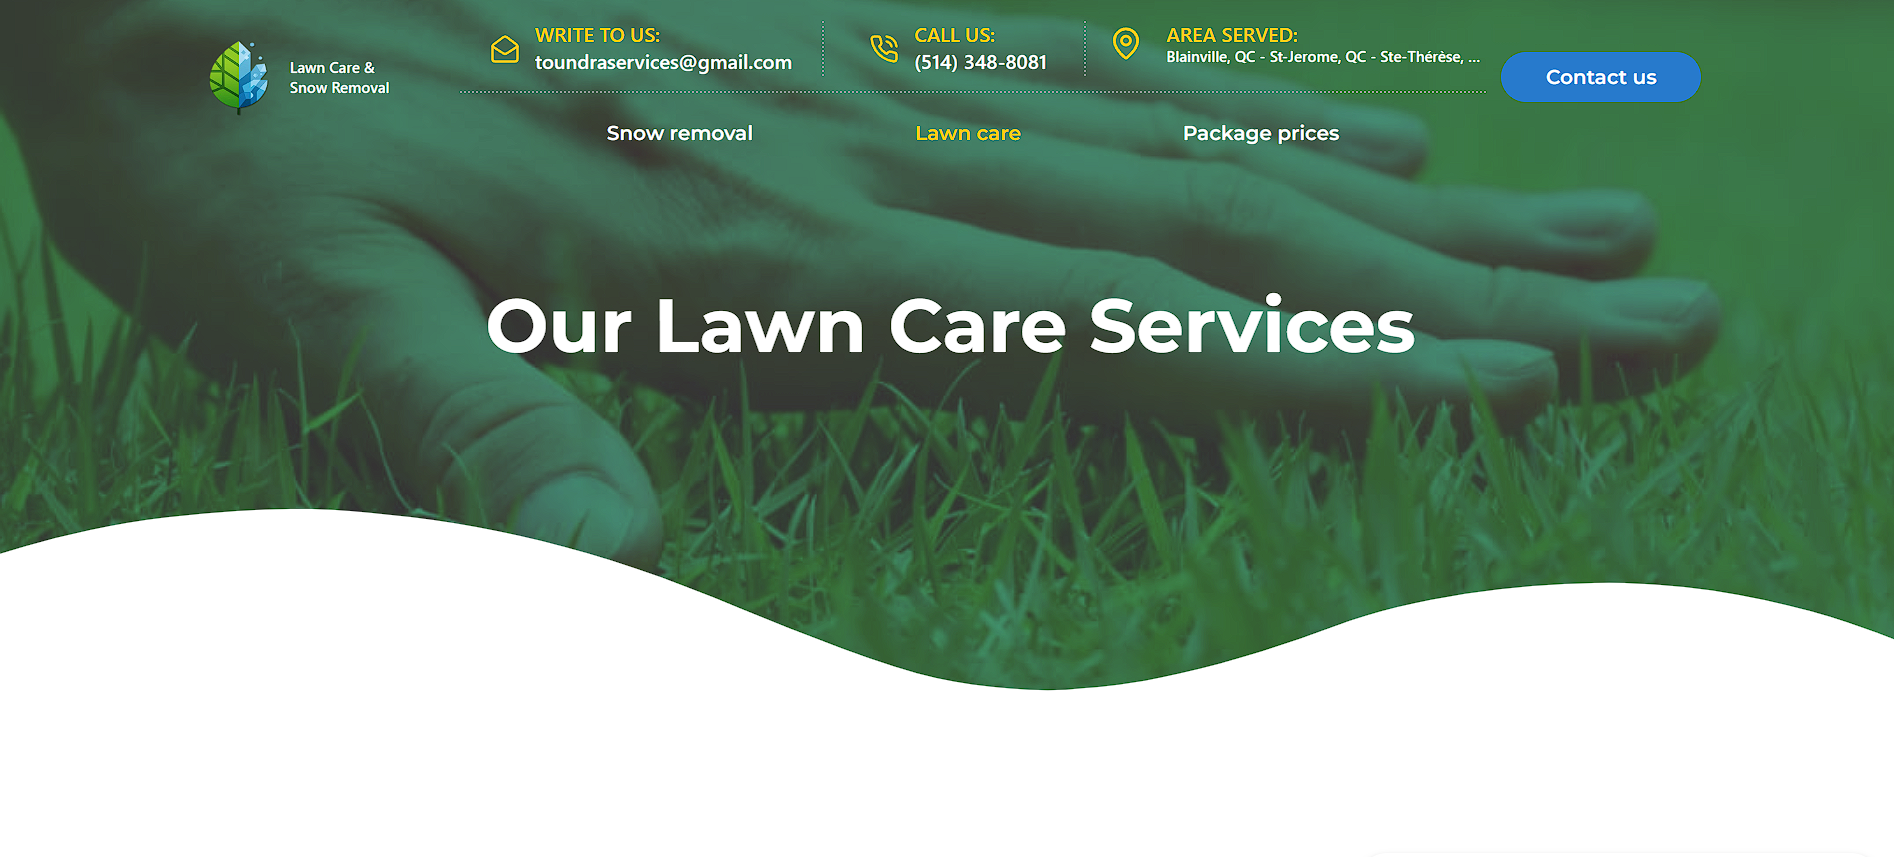 Lawn Care &
Snow Removal
WRITE TO US:
toundraservices@gmail.com
CALL US:
(514) 348-8081
AREA SERVED:
Blainville, QC - St-Jerome, QC - Ste-Thérèse, ...
Contact us
Snow removal
Lawn care
Package prices
Our Lawn Care Services